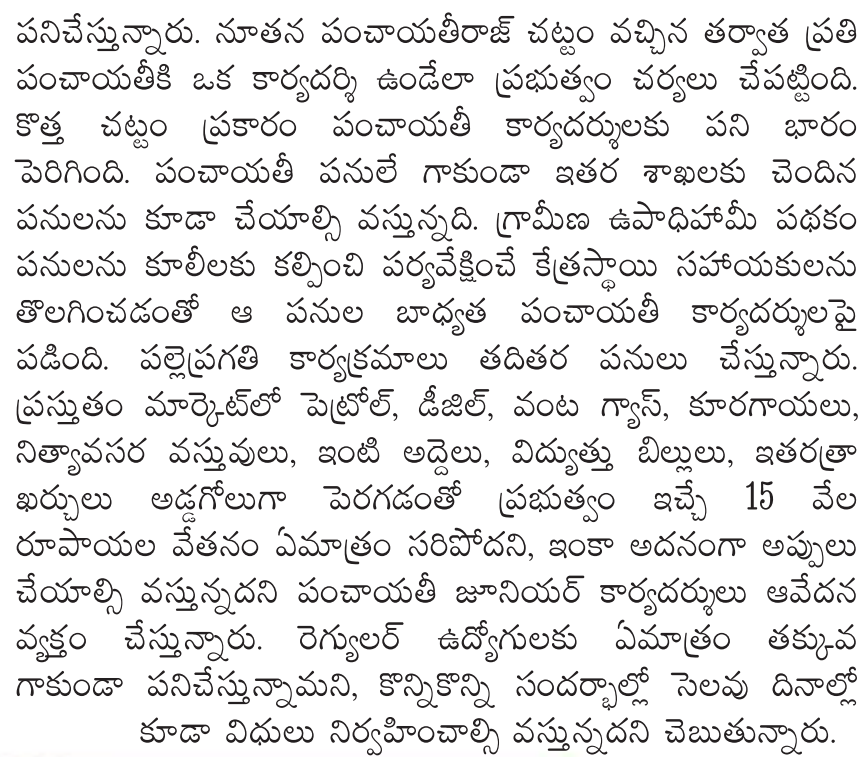 పనిచేస్తున్నారు. నూతన పంచాయతీరాజ్ చట్టం వచ్చిన తర్వాత ప్రతి
పంచాయతీకి ఒక కార్యదర్శి ఉండేలా ప్రభుత్వం చర్యలు చేపట్టింది.
కొత్త చట్టం ప్రకారం పంచాయతీ కార్యదర్శులకు పని భారం
పెరిగింది. పంచాయతీ పనులే గాకుండా ఇతర శాఖలకు చెందిన
పనులను కూడా చేయాల్సి వస్తున్నది. గ్రామీణ ఉపాధిహామీ పథకం
పనులను కూలీలకు కల్పించి పర్యవేక్షించే కేత్రస్థాయి సహాయకులను
తొలగించడంతో ఆ పనుల బాధ్యత పంచాయతీ కార్యదర్శులపై
పడింది. పల్లెప్రగతి కార్యక్రమాలు తదితర పనులు చేస్తున్నారు.
ప్రస్తుతం మార్కెట్‌లో పెట్రోల్, డీజిల్, వంట గ్యాస్, కూరగాయలు,
నిత్యావసర వస్తువులు, ఇంటి అద్దెలు, విద్యుత్తు బిల్లులు, ఇతరత్రా
ఖర్చులు అడ్డగోలుగా పెరగడంతో ప్రభుత్వం ఇచ్చే 15 వేల
రూపాయల వేతనం ఏమాత్రం సరిపోదని, ఇంకా అదనంగా అప్పులు
చేయాల్సి వస్తున్నదని పంచాయతీ జూనియర్ కార్యదర్శులు ఆవేదన
వ్యక్తం చేస్తున్నారు. రెగ్యులర్ ఉద్యోగులకు ఏమాత్రం తక్కువ
గాకుండా పనిచేస్తున్నామని, కొన్నికొన్ని సందర్భాల్లో సెలవు దినాల్లో
కూడా విధులు నిర్వహించాల్సి వస్తున్నదని చెబుతున్నారు.